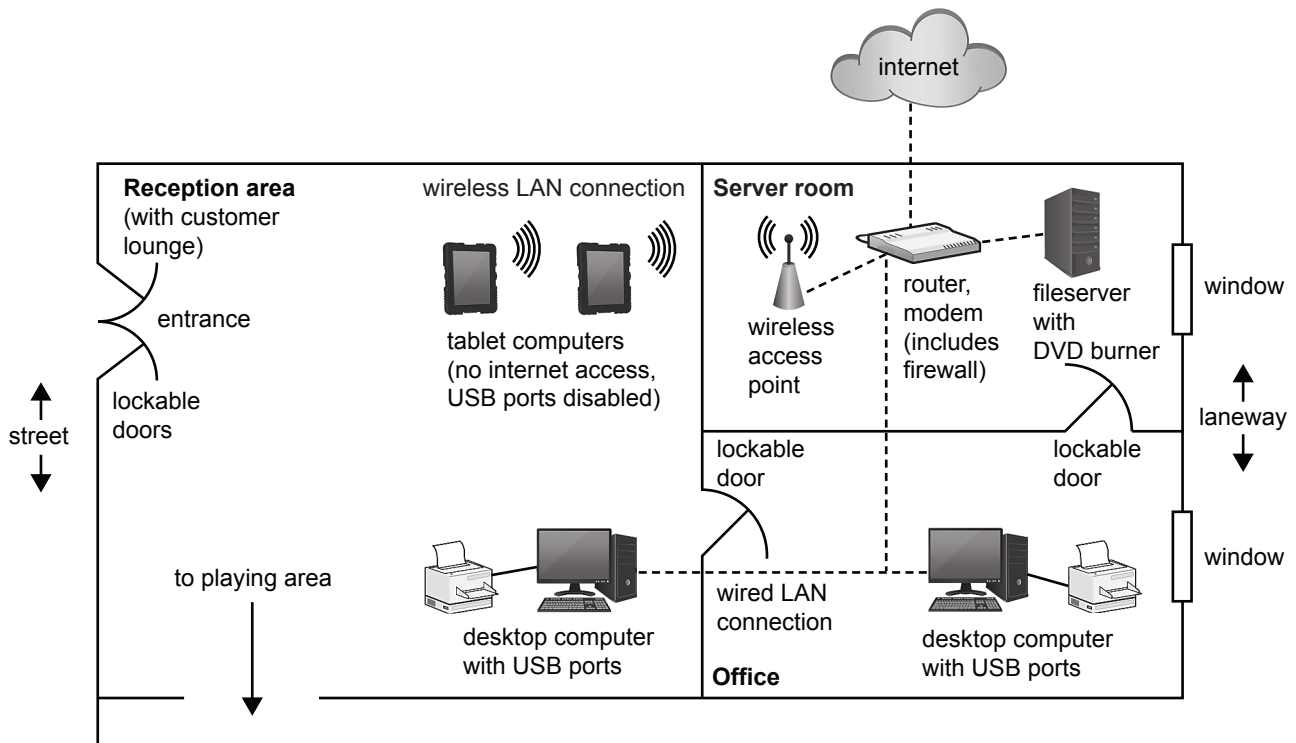 internet
Reception area
(with customer
lounge)
wireless LAN connection
Server room
entrance
lockable
doors
street
tablet computers
(no internet access,
USB ports disabled)
wireless
access
point
router,
modem
(includes
firewall)
fileserver
with
DVD burner
window
laneway
lockable
door
lockable
door
to playing area
desktop computer
with USB ports
wired LAN
connection
desktop computer
with USB ports
window
Office